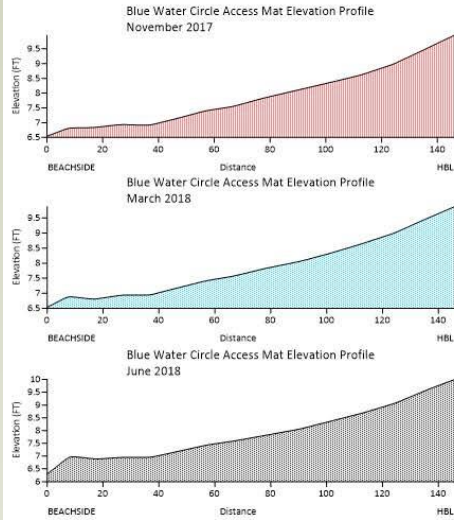 Blue Water Circle Access Mat Elevation Profile
November 2017
Elevation (FT)
9.5
9
8.5
8
7.5
7
6.5
0 20 40 60 80 100 120 140
BEACHSIDE Distance HBL
Blue Water Circle Access Mat Elevation Profile
March 2018
Elevation (FT)
9.5
9
8.5
8
7.5
7
6.5
0 20 40 60 80 100 120 140
BEACHSIDE Distance HBL
Blue Water Circle Access Mat Elevation Profile
June 2018
Elevation (FT)
10
9.5
9
8.5
8
7.5
7
6.5
6
0 20 40 60 80 100 120 140
BEACHSIDE Distance HBL